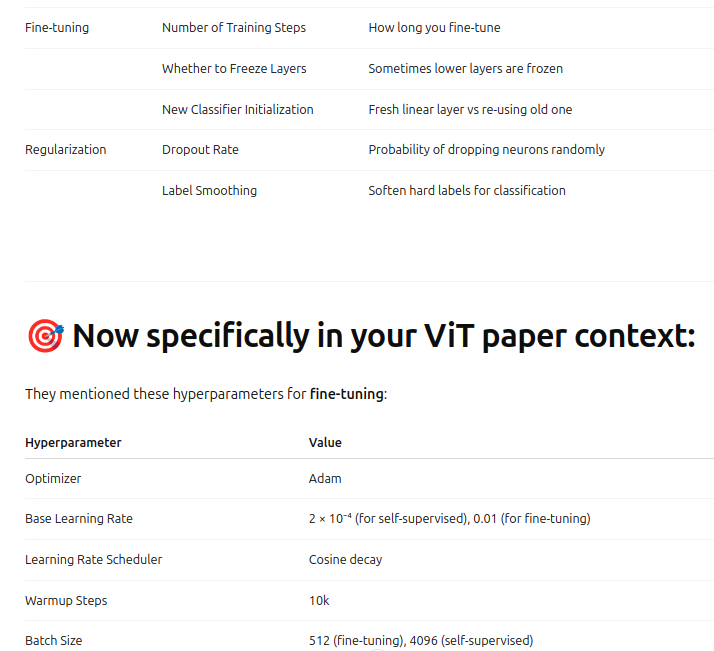 Fine-tuning Number of Training Steps How long you fine-tune
Whether to Freeze Layers Sometimes lower layers are frozen
New Classifier Initialization Fresh linear layer vs re-using old one
Regularization Dropout Rate Probability of dropping neurons randomly
Label Smoothing Soften hard labels for classification
🎯 Now specifically in your ViT paper context:
They mentioned these hyperparameters for fine-tuning:
Hyperparameter Value
Optimizer Adam
Base Learning Rate 2 × 10⁻⁴ (for self-supervised), 0.01 (for fine-tuning)
Learning Rate Scheduler Cosine decay
Warmup Steps 10k
Batch Size 512 (fine-tuning), 4096 (self-supervised)